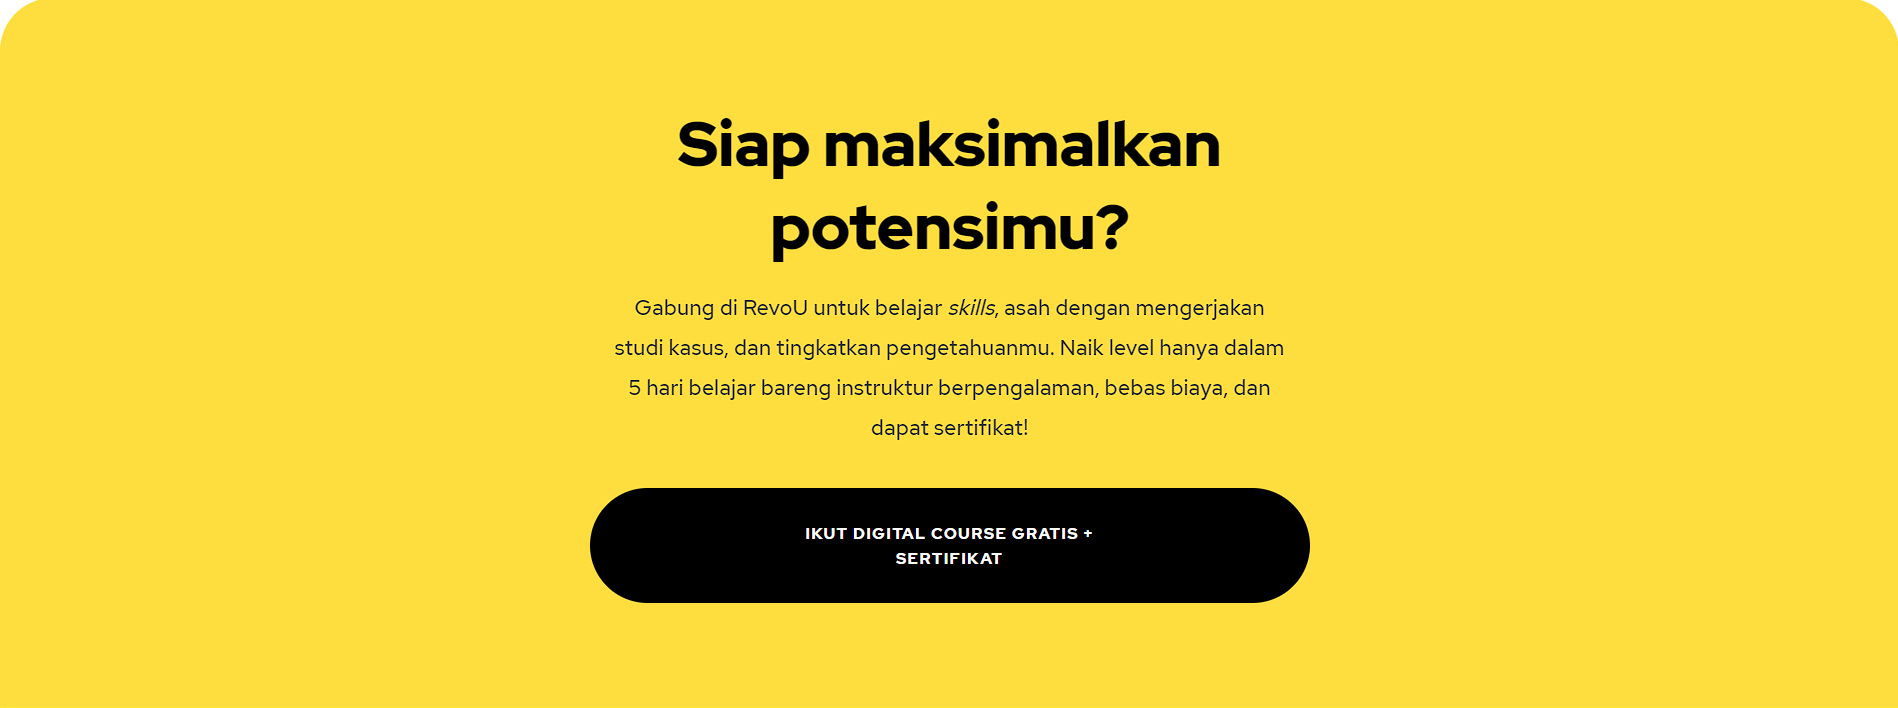 Siap maksimalkan
potensimu?
Gabung di RevoU untuk belajar skills, asah dengan mengerjakan
studi kasus, dan tingkatkan pengetahuanmu. Naik level hanya dalam
5 hari belajar bareng instruktur berpengalaman, bebas biaya, dan
dapat sertifikat!
IKUT DIGITAL COURSE GRATIS +
SERTIFIKAT